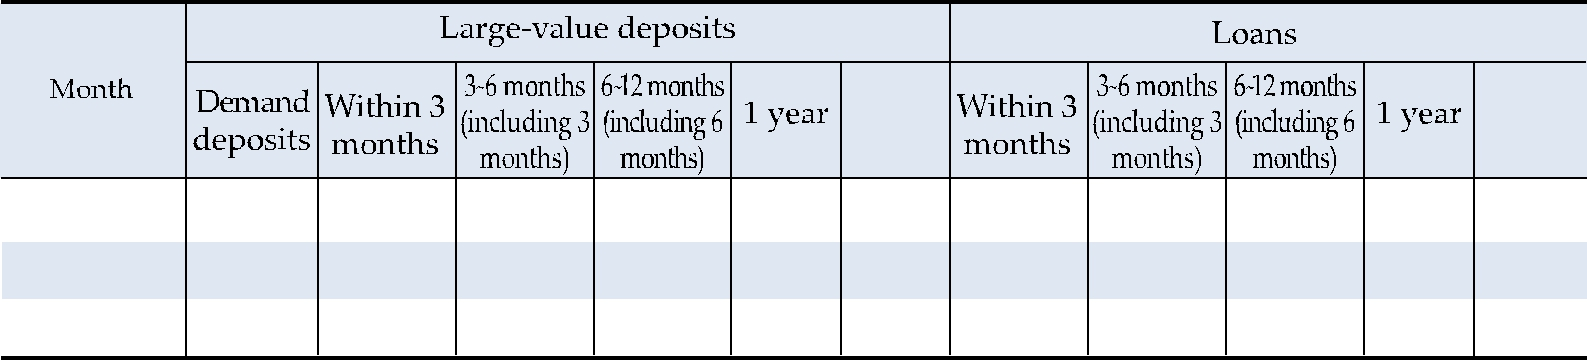 Month
Large-value deposits
Loans
Demand
deposits
Within 3
months
3-6 months
(including 3
months)
6-12 months
(including 6
months)
1 year
Within 3
months
3-6 months
(including 3
months)
6-12 months
(including 6
months)
1 year